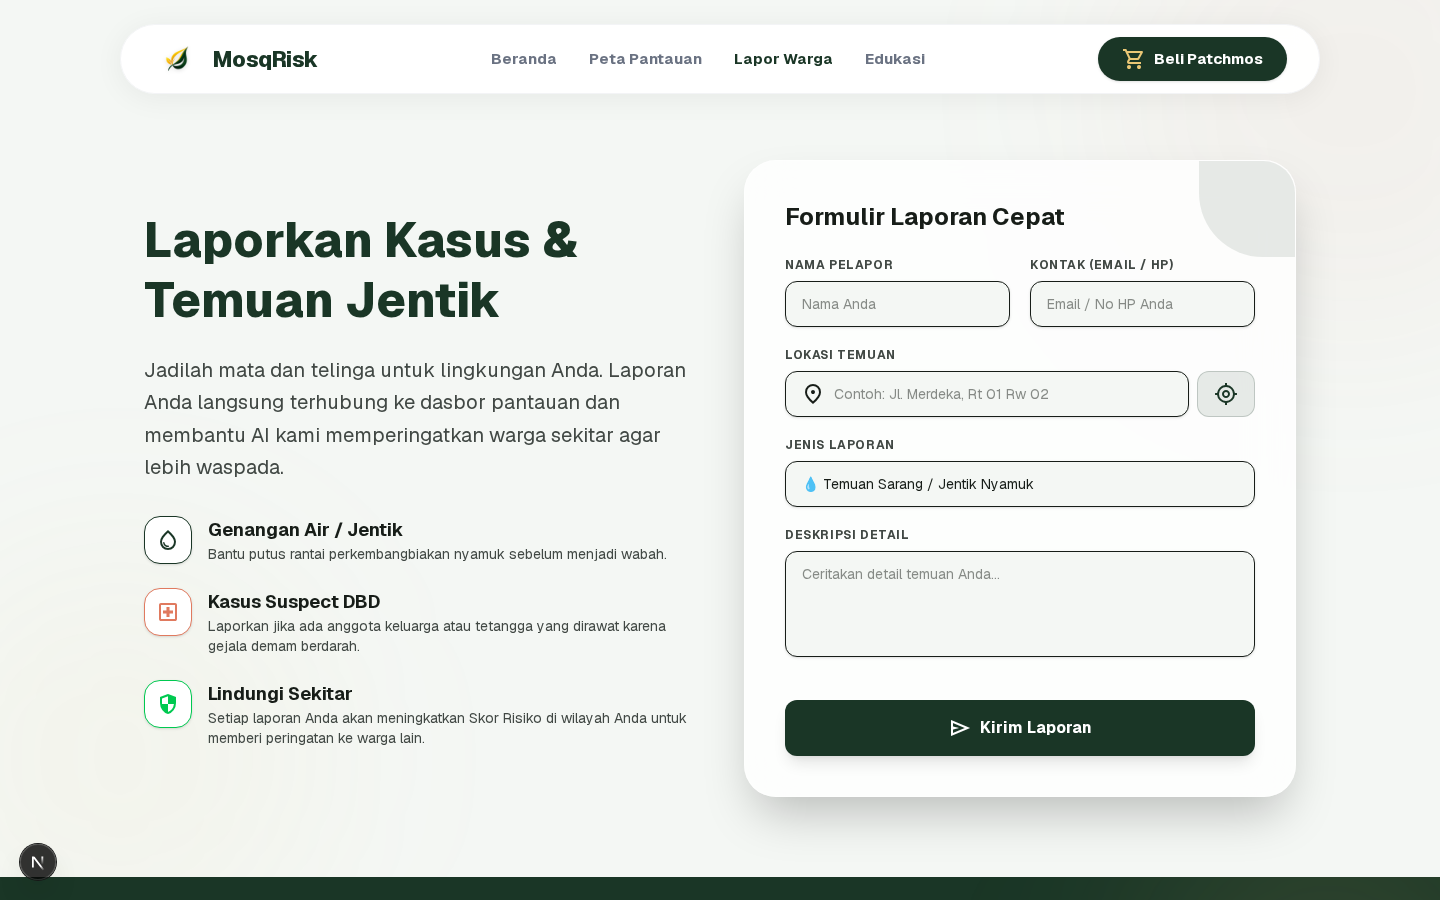 MosqRisk
Beranda
Peta Pantauan
Lapor Warga
Edukasi
Beli Patchmos
Laporkan Kasus &
Temuan Jentik
Jadilah mata dan telinga untuk lingkungan Anda. Laporan
Anda langsung terhubung ke dasbor pantauan dan
membantu AI kami memperingatkan warga sekitar agar
lebih waspada.
Genangan Air / Jentik
Bantu putus rantai perkembangbiakan nyamuk sebelum menjadi wabah.
Kasus Suspect DBD
Laporkan jika ada anggota keluarga atau tetangga yang dirawat karena
gejala demam berdarah.
Lindungi Sekitar
Setiap laporan Anda akan meningkatkan Skor Risiko di wilayah Anda untuk
memberi peringatan ke warga lain.
Formulir Laporan Cepat
NAMA PELAPOR
Nama Anda
KONTAK (EMAIL / HP)
Email / No HP Anda
LOKASI TEMUAN
Contoh: Jl. Merdeka, Rt 01 Rw 02
JENIS LAPORAN
💧 Temuan Sarang / Jentik Nyamuk
DESKRIPSI DETAIL
Ceritakan detail temuan Anda...
Kirim Laporan
N